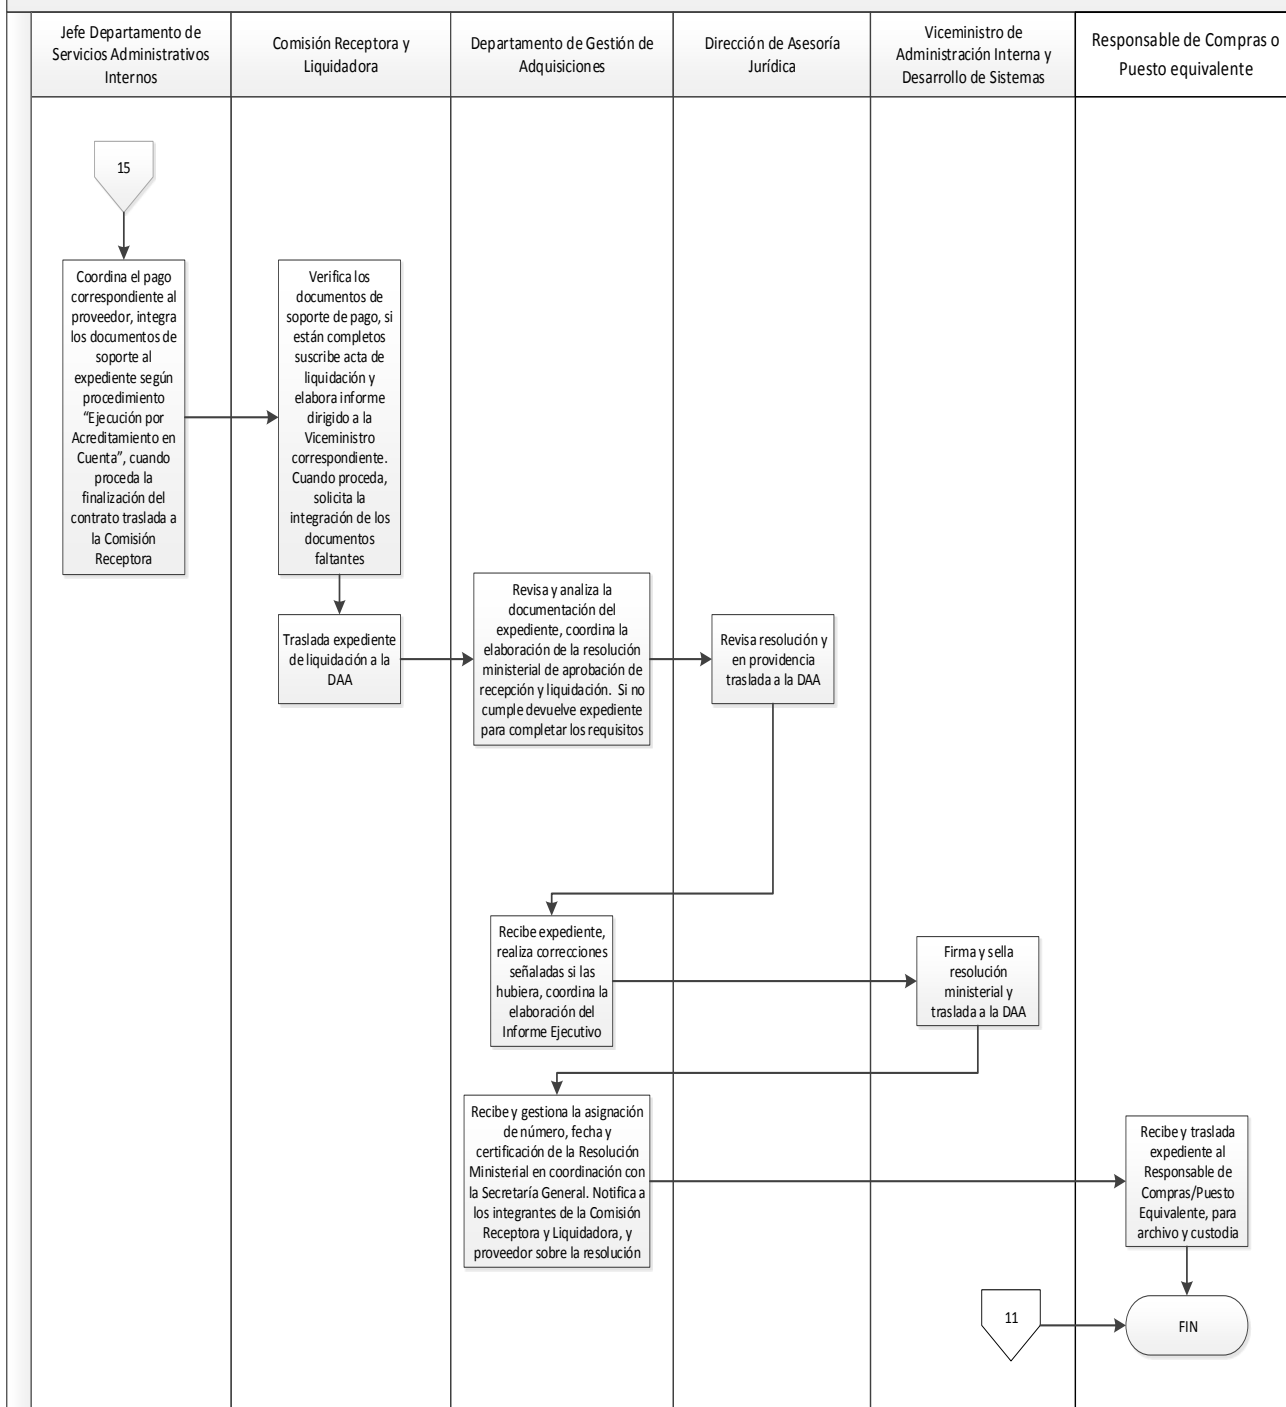 Jefe Departamento de
Servicios Administrativos
Internos
Comisión Receptora y
Liquidadora
Departamento de Gestión de
Adquisiciones
Dirección de Asesoría
Jurídica
Viceministro de
Administración Interna y
Desarrollo de Sistemas
Responsable de Compras o
Puesto equivalente
15
Coordina el pago
correspondiente al
proveedor, integra
los documentos de
soporte al
expediente según
procedimiento
“Ejecución por
Acreditamiento en
Cuenta”, cuando
proceda la
finalización del
contrato traslada a
la Comisión
Receptora
Verifica los
documentos de
soporte de pago, si
están completos
suscribe acta de
liquidación y
elabora informe
dirigido a la
Viceministro
correspondiente.
Cuando proceda,
solicita la
integración de los
documentos
faltantes
Traslada expediente
de liquidación a la
DAA
Revisa y analiza la
documentación del
expediente, coordina la
elaboración de la resolución
ministerial de aprobación de
recepción y liquidación. Si no
cumple devuelve expediente
para completar los requisitos
Revisa resolución y
en providencia
traslada a la DAA
Recibe expediente,
realiza correcciones
señaladas si las
hubiera, coordina la
elaboración del
Informe Ejecutivo
Firma y sella
resolución
ministerial y
traslada a la DAA
Recibe y gestiona la asignación
de número, fecha y
certificación de la Resolución
Ministerial en coordinación con
la Secretaría General. Notifica a
los integrantes de la Comisión
Receptora y Liquidadora, y
proveedor sobre la resolución
Recibe y traslada
expediente al
Responsable de
Compras/Puesto
Equivalente, para
archivo y custodia
11
FIN